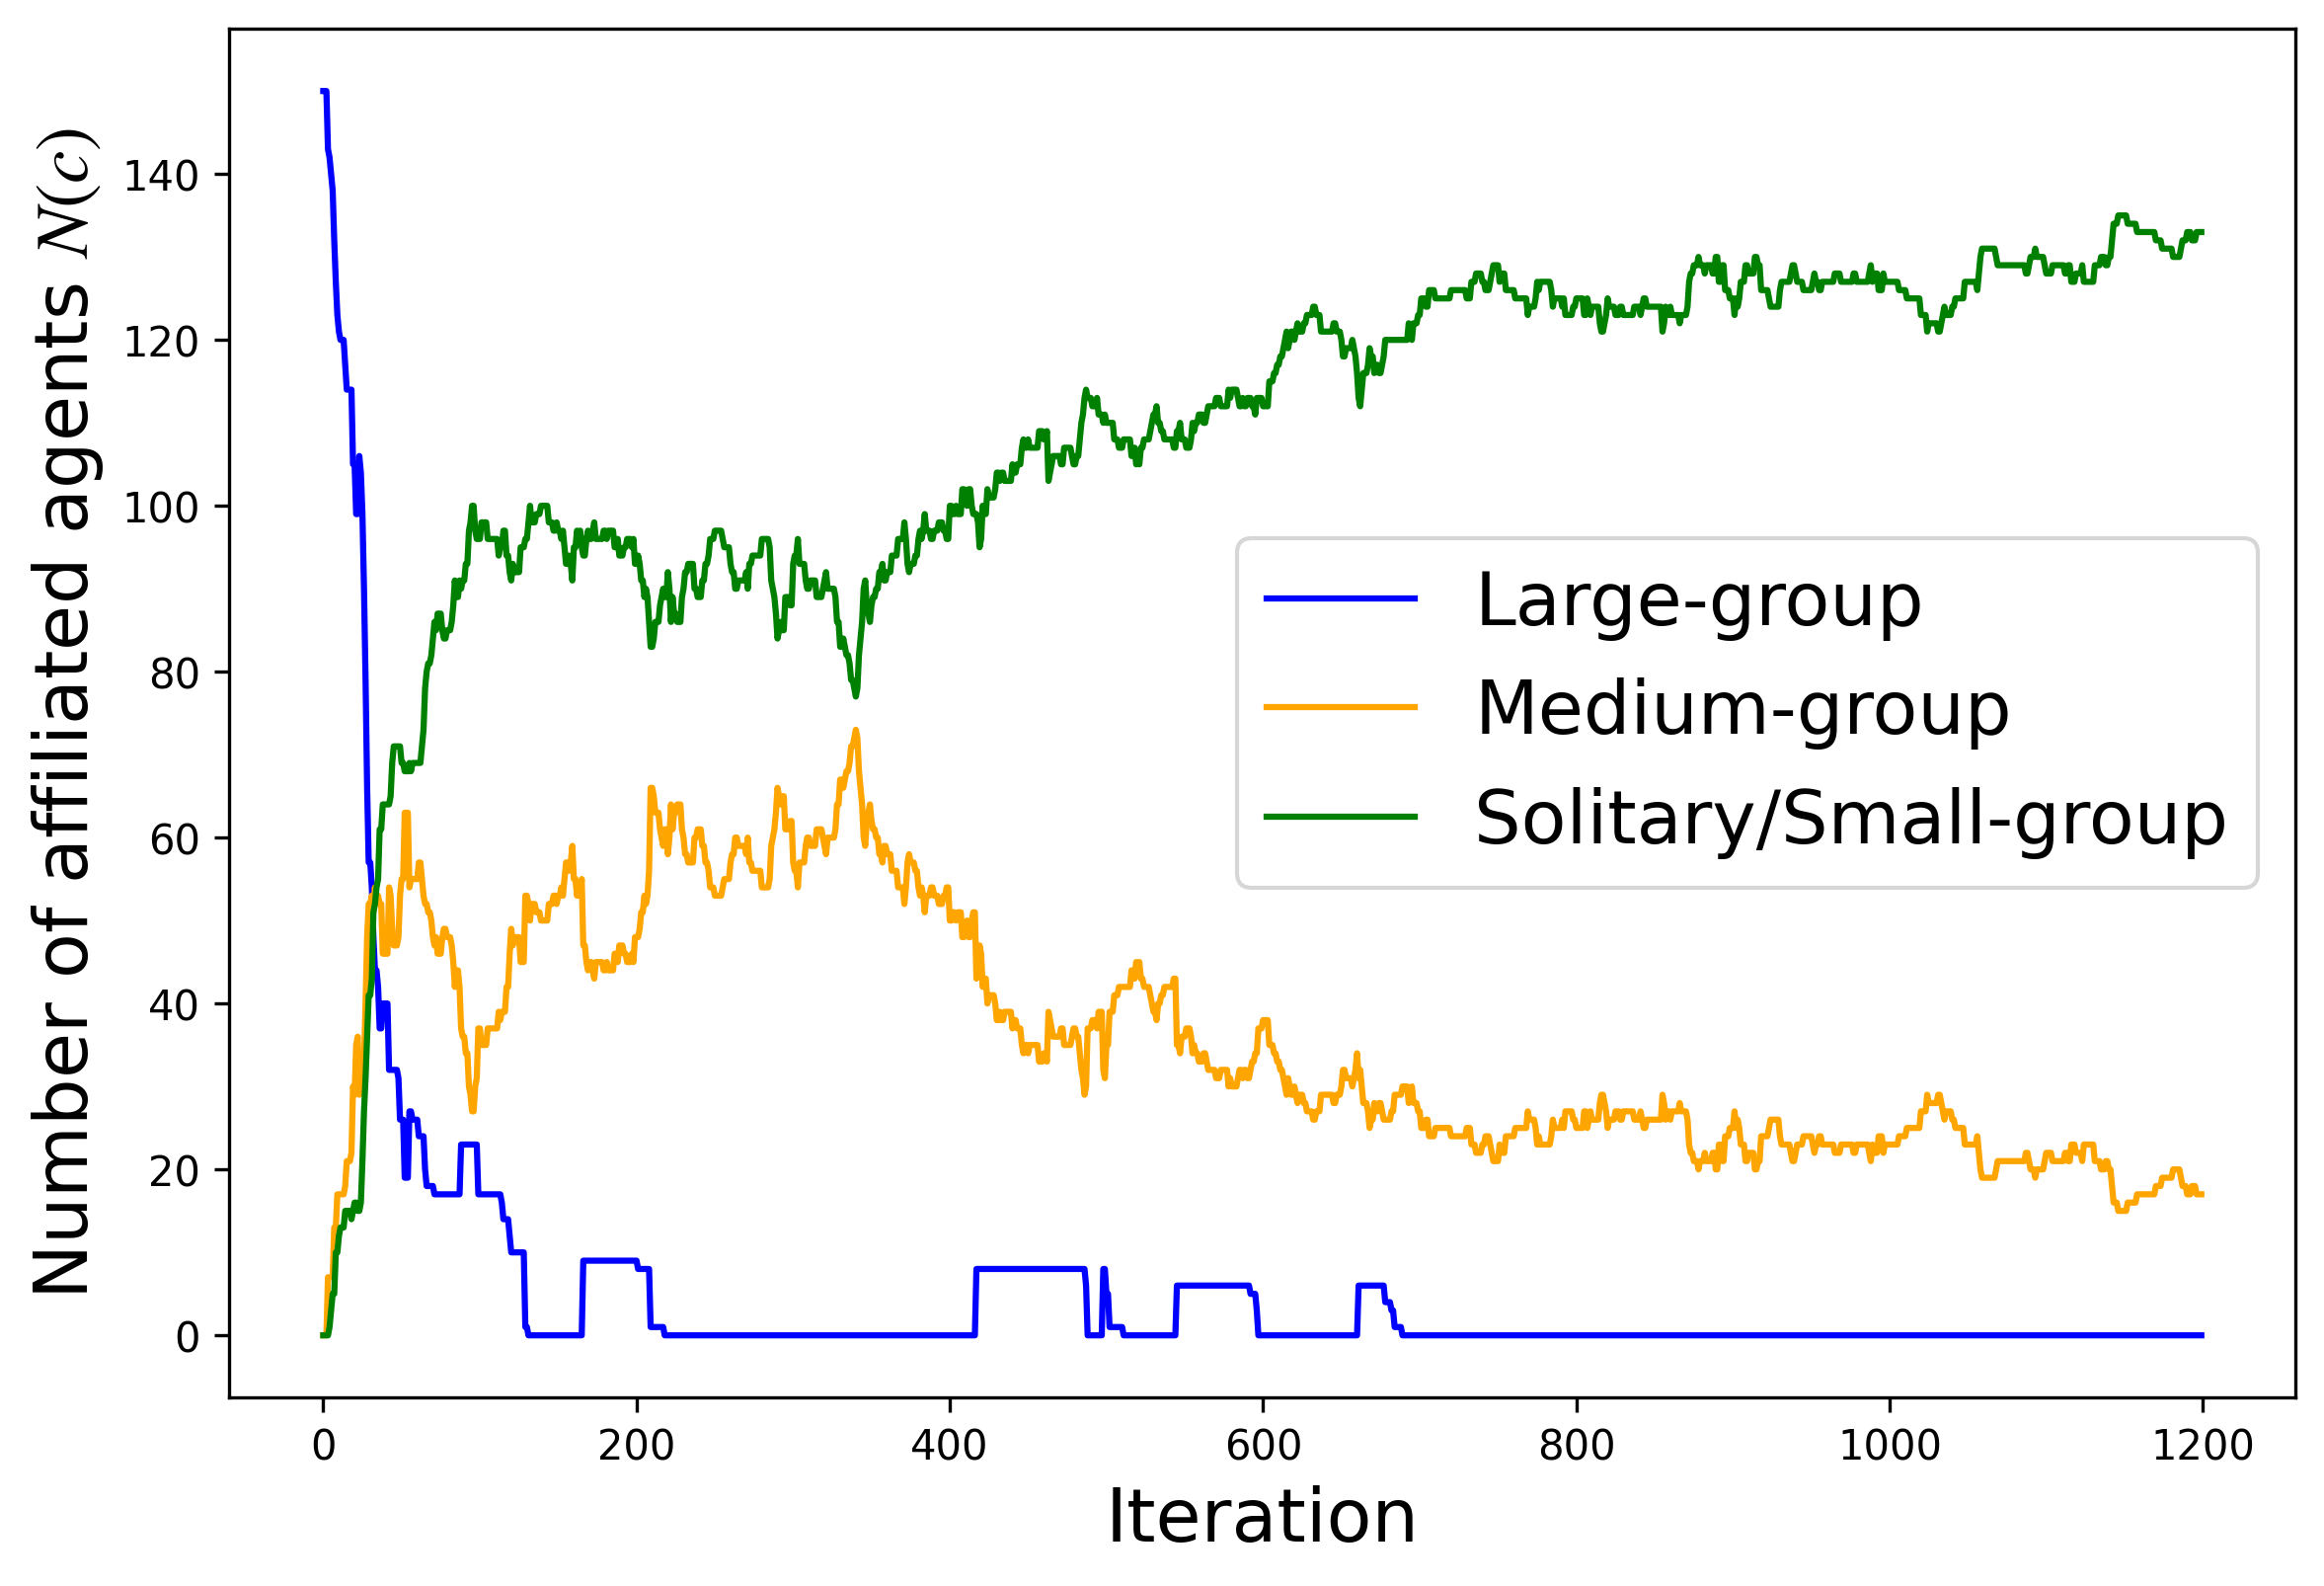 Number of affiliated agents N(c)
140
120
100
80
60
40
20
0
Large-group
Medium-group
Solitary/Small-group
0 200 400 600 800 1000 1200
Iteration